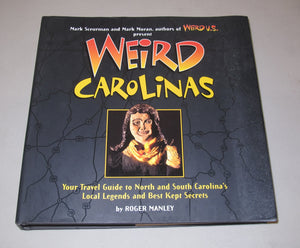 Mark Sceurman and Mark Moran, authors of WEIRD U.S.
present
WEIRD
CAROLINAS
Your Travel Guide to North and South Carolina's
Local Legends and Best Kept Secrets
by ROGER MANLEY